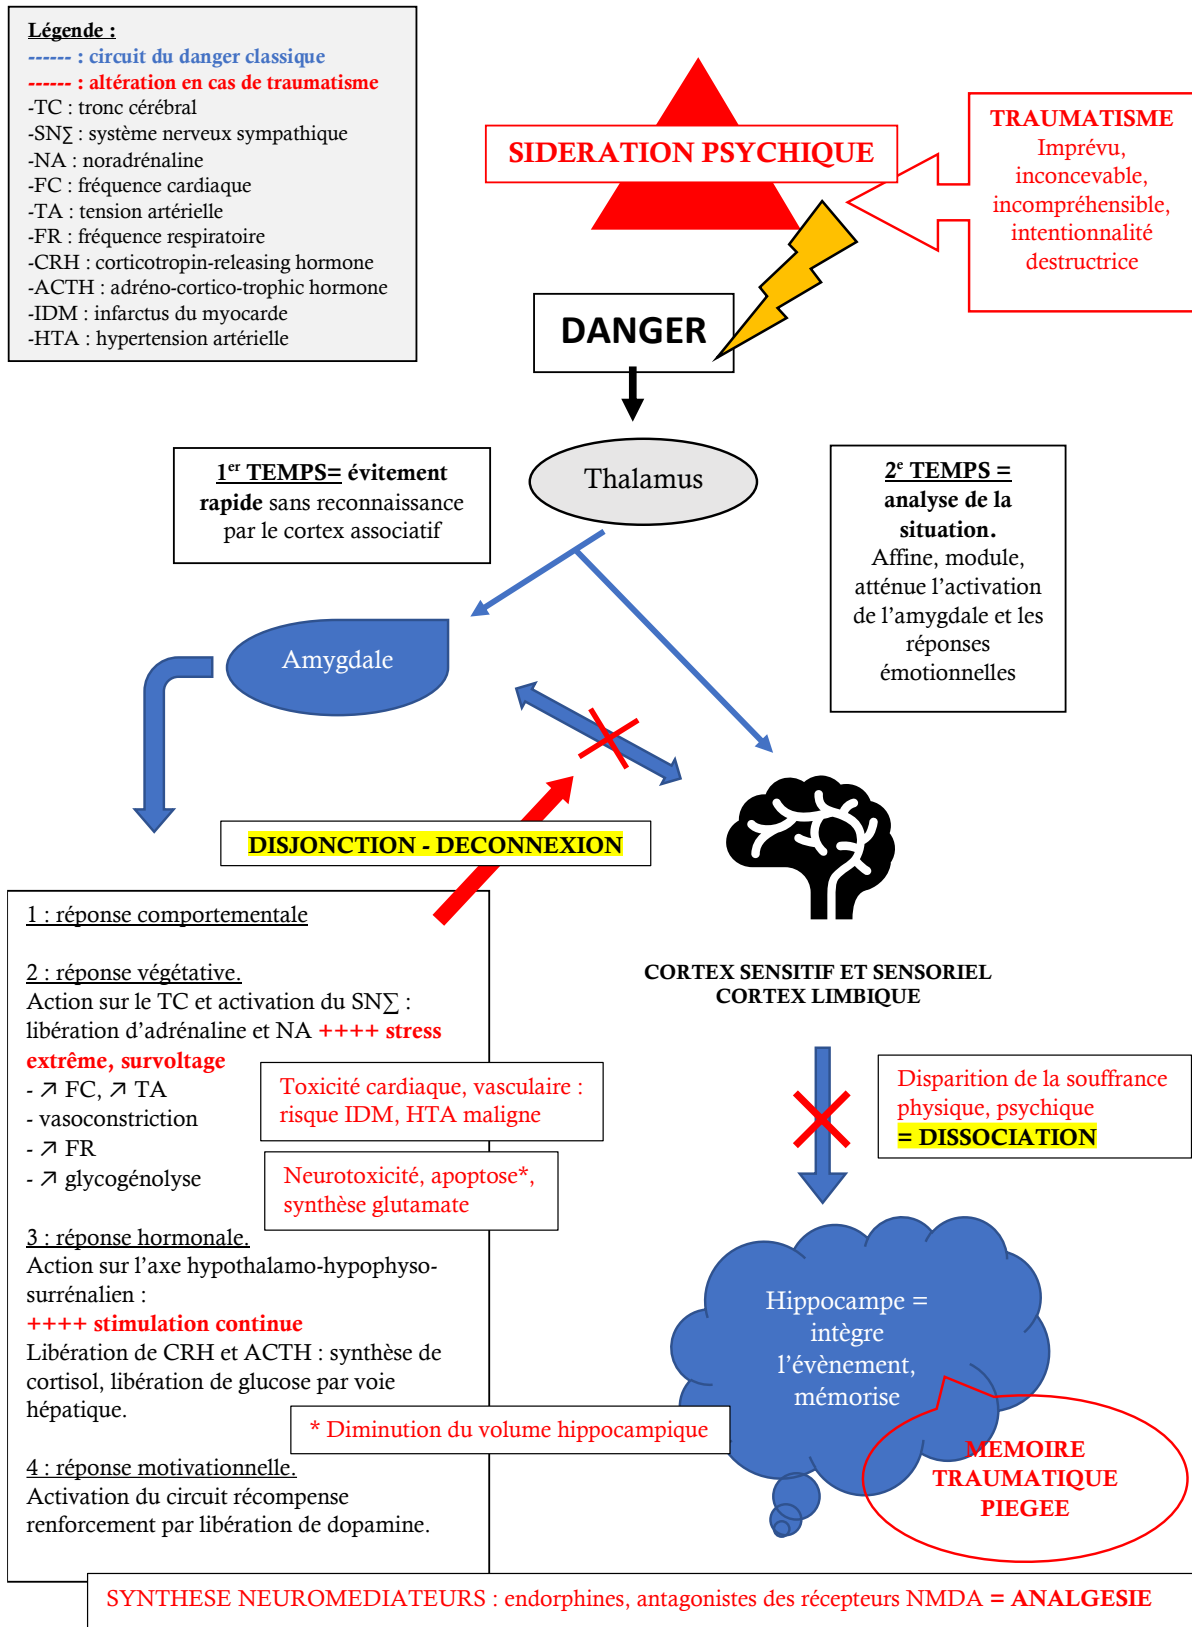 Légende :
------ : circuit du danger classique
------ : altération en cas de traumatisme
-TC : tronc cérébral
-SN∑ : système nerveux sympathique
-NA : noradrénaline
-FC : fréquence cardiaque
-TA : tension artérielle
-FR : fréquence respiratoire
-CRH : corticotropin-releasing hormone
-ACTH : adréno-cortico-trophic hormone
-IDM : infarctus du myocarde
-HTA : hypertension artérielle
SIDERATION PSYCHIQUE
TRAUMATISME
Imprévu,
inconcevable,
incompréhensible,
intentionnalité
destructrice
DANGER
Thalamus
1er TEMPS= évitement
rapide sans reconnaissance
par le cortex associatif
2e TEMPS =
analyse de la
situation.
Affine, module,
atténue l’activation
de l’amygdale et les
réponses
émotionnelles
Amygdale
DISJONCTION - DECONNEXION
CORTEX SENSITIF ET SENSORIEL
CORTEX LIMBIQUE
1 : réponse comportementale
2 : réponse végétative.
Action sur le TC et activation du SN∑ :
libération d’adrénaline et NA ++++ stress
extrême, survoltage
- ↗ FC, ↗ TA
- vasoconstriction
- ↗ FR
- ↗ glycogénolyse
Toxicité cardiaque, vasculaire :
risque IDM, HTA maligne
Neurotoxicité, apoptose*,
synthèse glutamate
3 : réponse hormonale.
Action sur l’axe hypothalamo-hypophyso-
surrénalien :
++++ stimulation continue
Libération de CRH et ACTH : synthèse de
cortisol, libération de glucose par voie
hépatique.
* Diminution du volume hippocampique
4 : réponse motivationnelle.
Activation du circuit récompense
renforcement par libération de dopamine.
Disparition de la souffrance
physique, psychique
= DISSOCIATION
Hippocampe =
intègre
l’évènement,
mémorise
MEMOIRE
TRAUMATIQUE
PIEGEE
SYNTHESE NEUROMEDIATEURS : endorphines, antagonistes des récepteurs NMDA = ANALGESIE